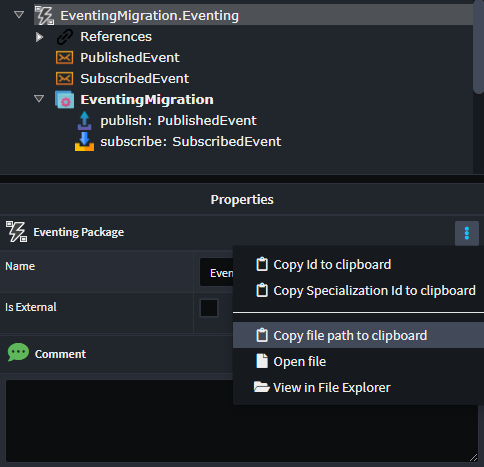 EventingMigration.Eventing
References
PublishedEvent
SubscribedEvent
EventingMigration
publish: PublishedEvent
subscribe: SubscribedEvent
Properties
Eventing Package
Name
Even
Is External
Comment
Copy Id to clipboard
Copy Specialization Id to clipboard
Copy file path to clipboard
Open file
View in File Explorer